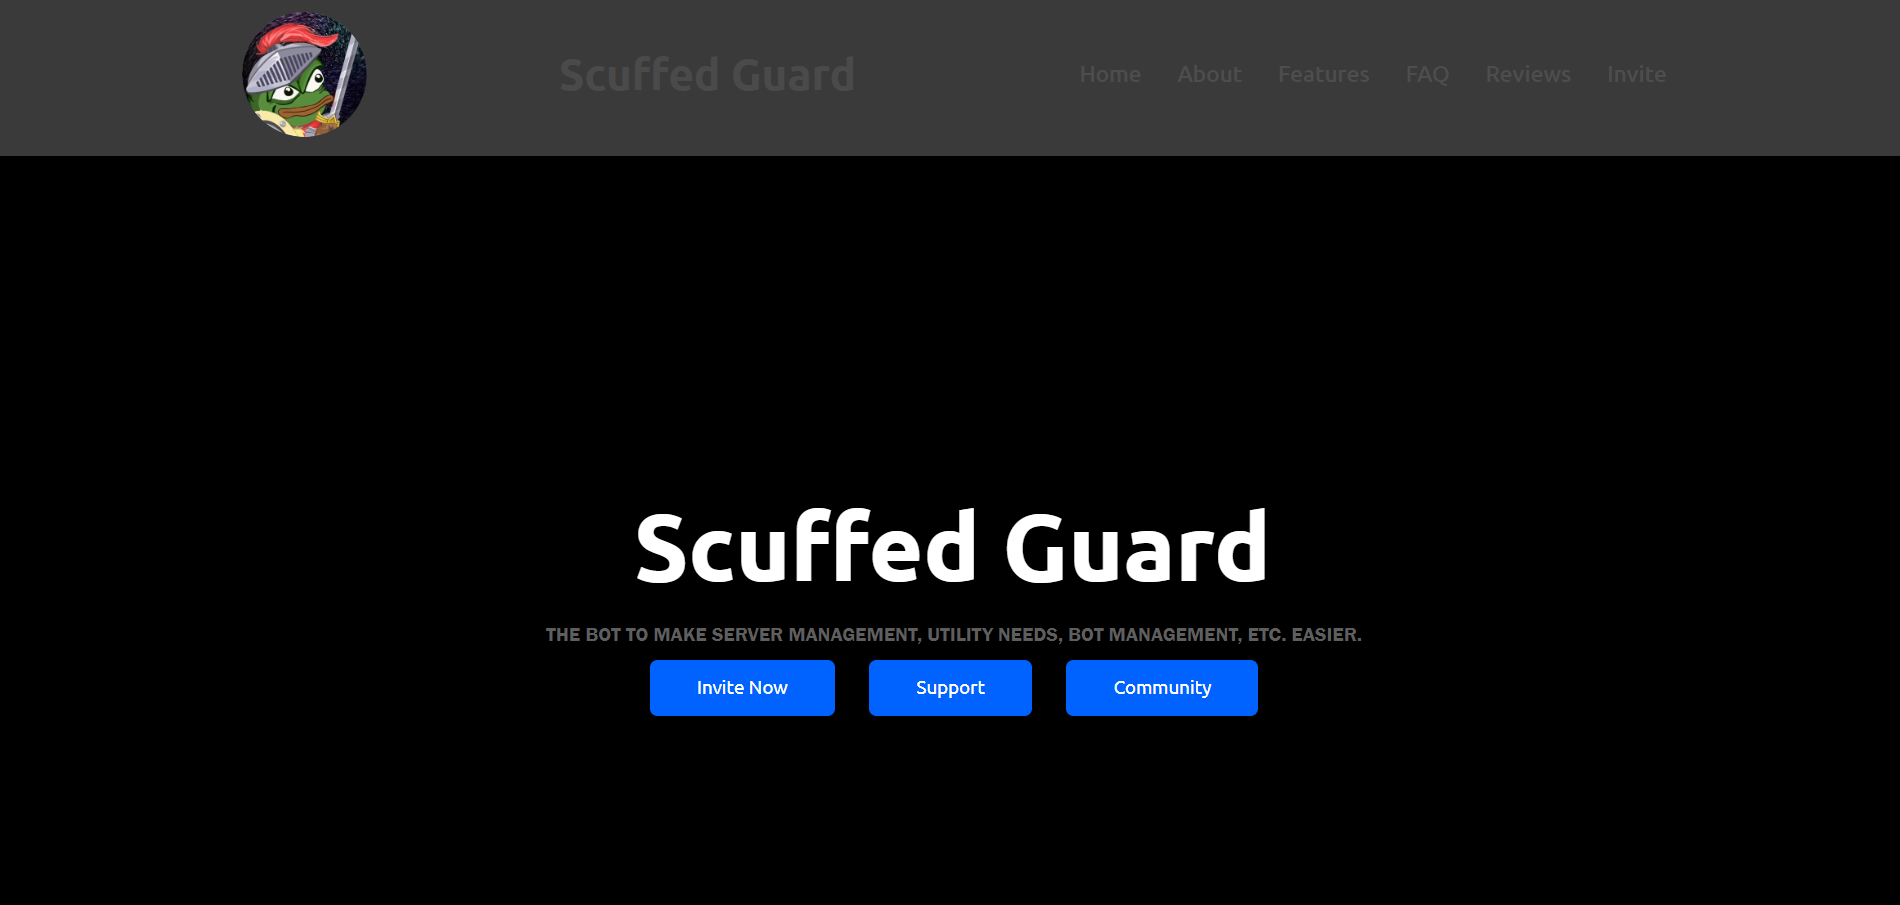 Scuffed Guard
Home About Features FAQ Reviews Invite
Scuffed Guard
THE BOT TO MAKE SERVER MANAGEMENT, UTILITY NEEDS, BOT MANAGEMENT, ETC. EASIER.
Invite Now Support Community